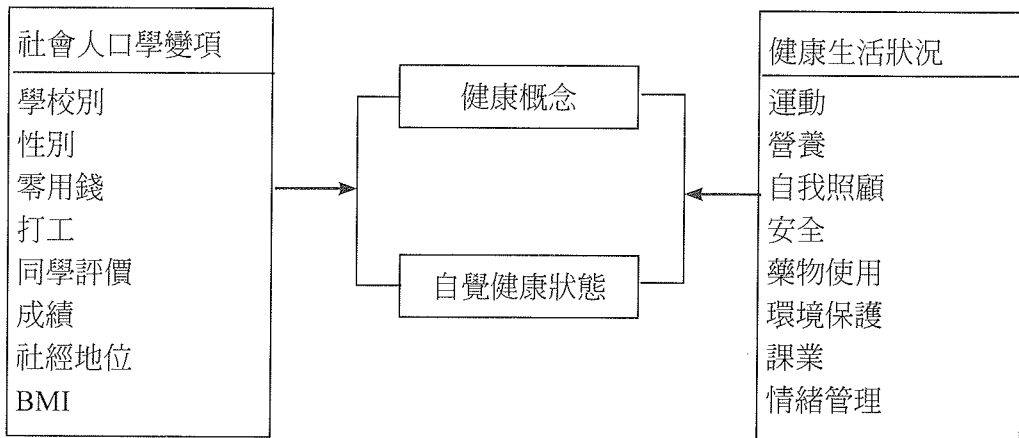 社會人口學變項
學校別
性別
零用錢
打工
同學評價
成績
社經地位
BMI
健康概念
自覺健康狀態
健康生活狀況
運動
營養
自我照顧
安全
藥物使用
環境保護
課業
情緒管理